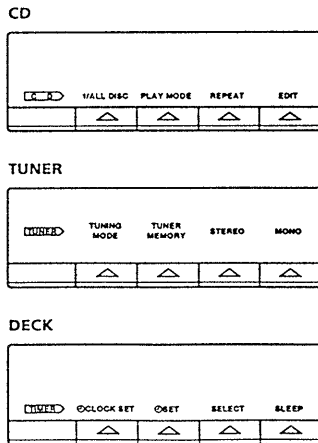 CD
CD 1/ALL DISC PLAY MODE REPEAT EDIT
TUNER
TUNER TUNING MODE TUNER MEMORY STEREO MONO
DECK
TIMER CLOCK SET SET SELECT SLEEP